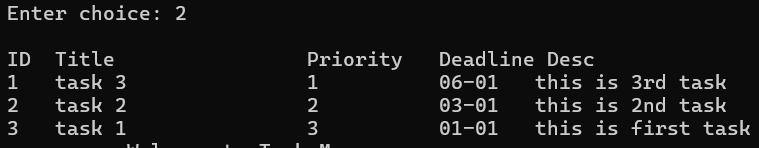 Enter choice: 2
ID  Title                Priority   Deadline Desc
1   task 3               1          06-01   this is 3rd task
2   task 2               2          03-01   this is 2nd task
3   task 1               3          01-01   this is first task